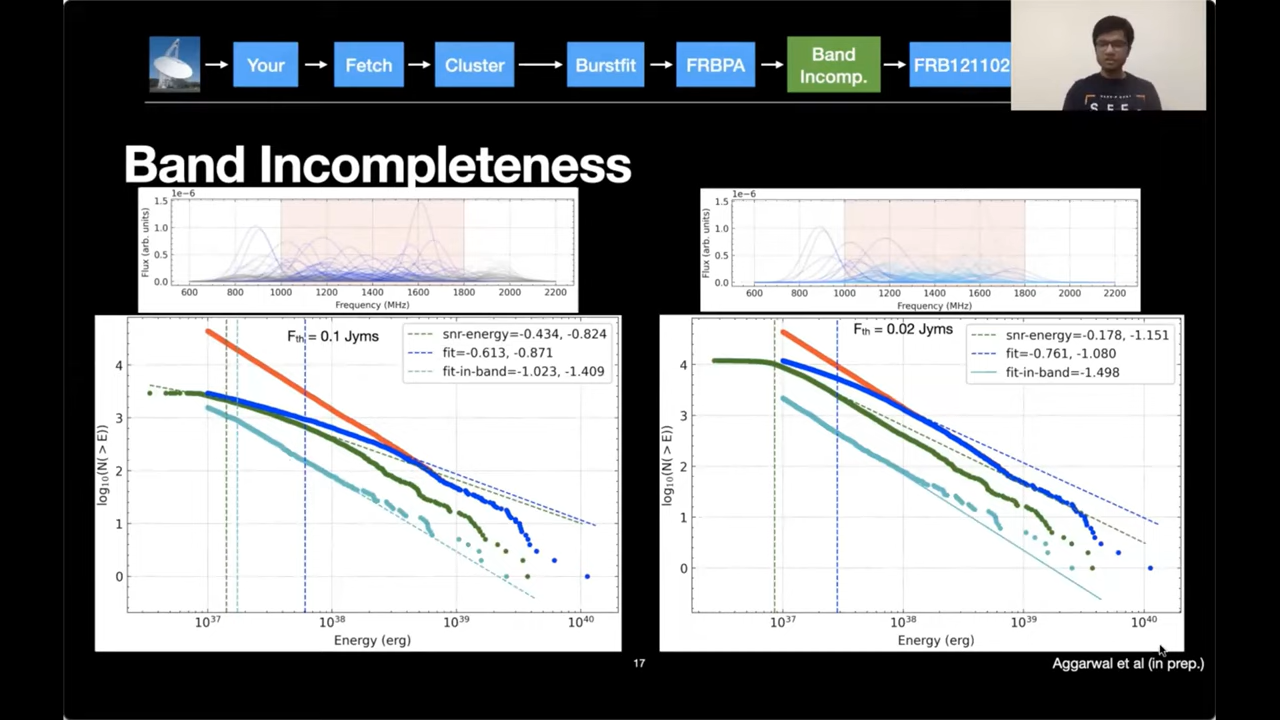 Your
Fetch
Cluster
Burstfit
FRBPA
Band
Incomp.
FRB121102
Band Incompleteness
1e−6
1.5
1.0
0.5
0.0
Flux (arb. units)
600 800 1000 1200 1400 1600 1800 2000 2200
Frequency (MHz)
1e−6
1.5
1.0
0.5
0.0
Flux (arb. units)
600 800 1000 1200 1400 1600 1800 2000 2200
Frequency (MHz)
Fth = 0.1 Jyms
snr-energy=-0.434, -0.824
fit=-0.613, -0.871
fit-in-band=-1.023, -1.409
4
3
2
1
0
log10(N( > E))
10^37 10^38 10^39 10^40
Energy (erg)
Fth = 0.02 Jyms
snr-energy=-0.178, -1.151
fit=-0.761, -1.080
fit-in-band=-1.498
4
3
2
1
0
log10(N( > E))
10^37 10^38 10^39 10^40
Energy (erg)
17
Aggarwal et al (in prep.)